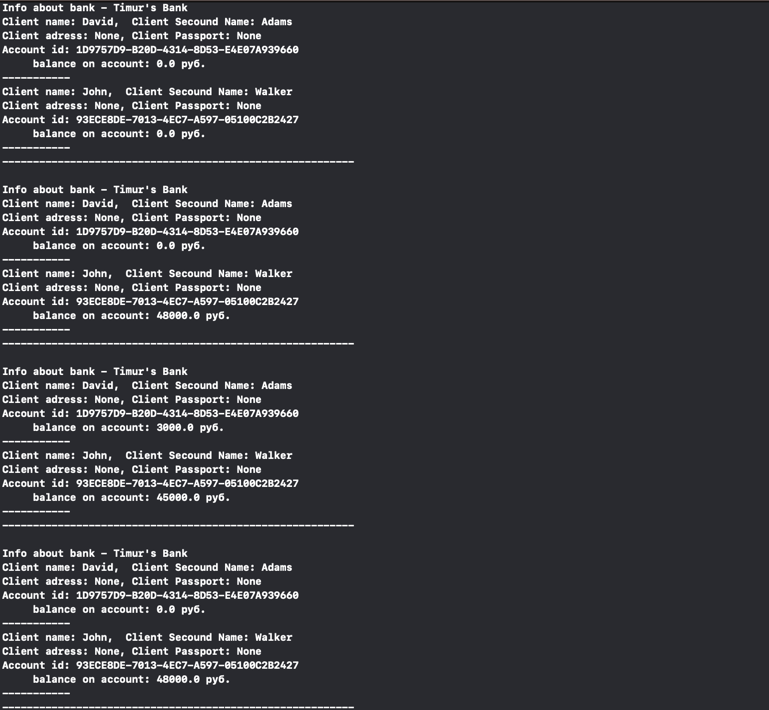 Info about bank - Timur's Bank
Client name: David,  Client Secound Name: Adams
Client adress: None, Client Passport: None
Account id: 1D9757D9-B20D-4314-8D53-E4E07A939660
     balance on account: 0.0 руб.
-----------
Client name: John,  Client Secound Name: Walker
Client adress: None, Client Passport: None
Account id: 93ECE8DE-7013-4EC7-A597-05100C2B2427
     balance on account: 0.0 руб.
-----------
---------------------------------------------------------

Info about bank - Timur's Bank
Client name: David,  Client Secound Name: Adams
Client adress: None, Client Passport: None
Account id: 1D9757D9-B20D-4314-8D53-E4E07A939660
     balance on account: 0.0 руб.
-----------
Client name: John,  Client Secound Name: Walker
Client adress: None, Client Passport: None
Account id: 93ECE8DE-7013-4EC7-A597-05100C2B2427
     balance on account: 48000.0 руб.
-----------
---------------------------------------------------------

Info about bank - Timur's Bank
Client name: David,  Client Secound Name: Adams
Client adress: None, Client Passport: None
Account id: 1D9757D9-B20D-4314-8D53-E4E07A939660
     balance on account: 3000.0 руб.
-----------
Client name: John,  Client Secound Name: Walker
Client adress: None, Client Passport: None
Account id: 93ECE8DE-7013-4EC7-A597-05100C2B2427
     balance on account: 45000.0 руб.
-----------
---------------------------------------------------------

Info about bank - Timur's Bank
Client name: David,  Client Secound Name: Adams
Client adress: None, Client Passport: None
Account id: 1D9757D9-B20D-4314-8D53-E4E07A939660
     balance on account: 0.0 руб.
-----------
Client name: John,  Client Secound Name: Walker
Client adress: None, Client Passport: None
Account id: 93ECE8DE-7013-4EC7-A597-05100C2B2427
     balance on account: 48000.0 руб.
-----------
---------------------------------------------------------